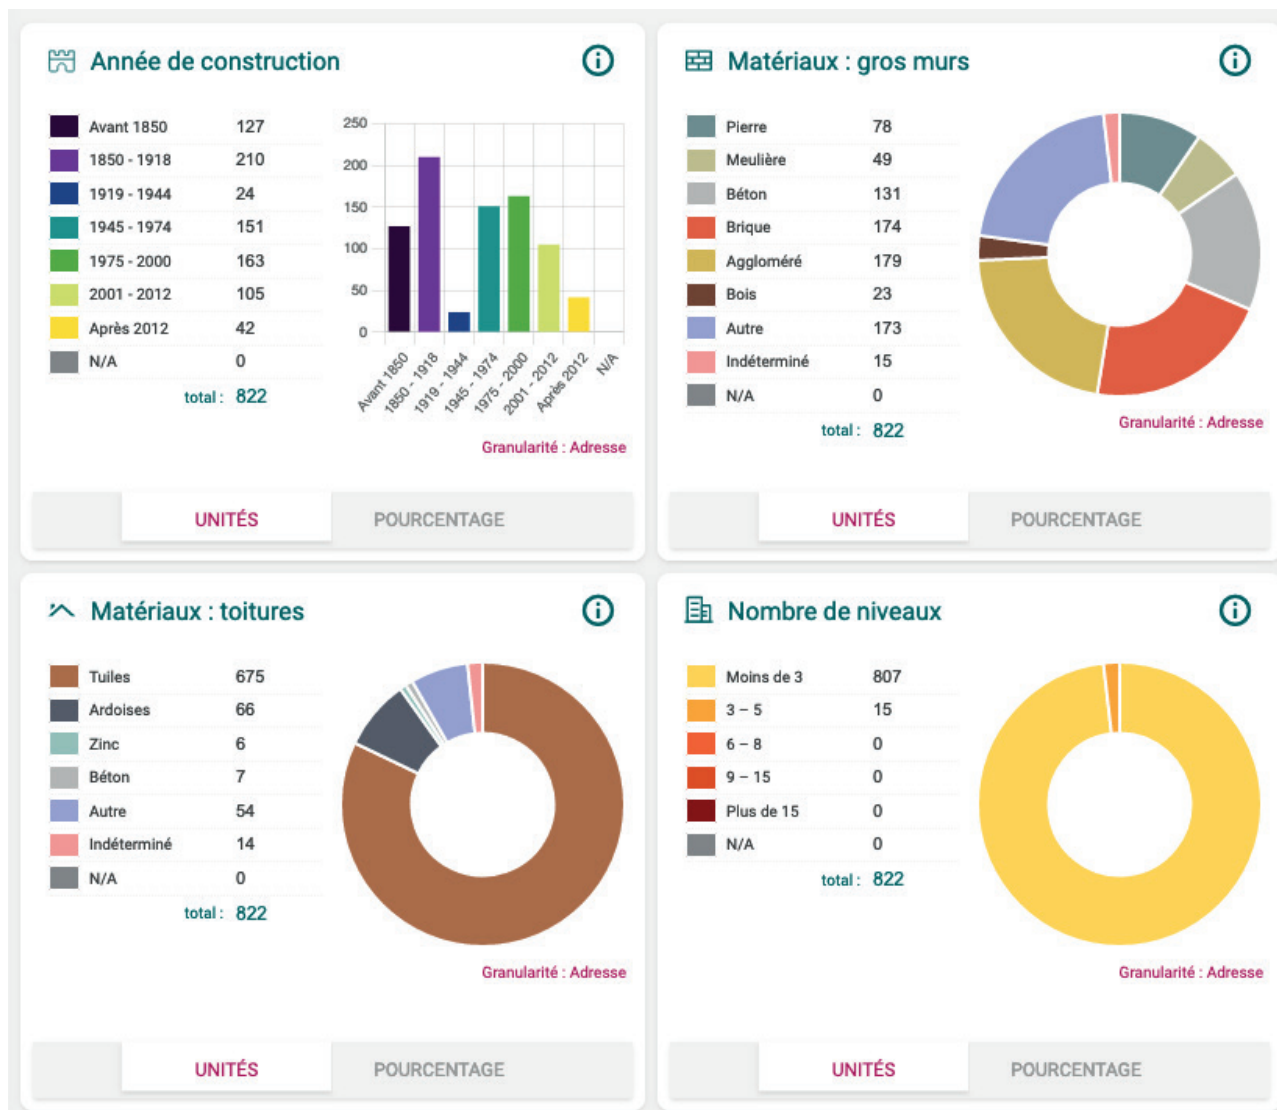 Année de construction
Avant 1850 127
1850 - 1918 210
1919 - 1944 24
1945 - 1974 151
1975 - 2000 163
2001 - 2012 105
Après 2012 42
N/A 0
total : 822
250
200
150
100
50
0
Avant 1850
1850 - 1918
1919 - 1944
1945 - 1974
1975 - 2000
2001 - 2012
Après 2012
N/A
Granularité : Adresse
UNITÉS POURCENTAGE
Matériaux : gros murs
Pierre 78
Meulière 49
Béton 131
Brique 174
Aggloméré 179
Bois 23
Autre 173
Indéterminé 15
N/A 0
total : 822
Granularité : Adresse
UNITÉS POURCENTAGE
Matériaux : toitures
Tuiles 675
Ardoises 66
Zinc 6
Béton 7
Autre 54
Indéterminé 14
N/A 0
total : 822
Granularité : Adresse
UNITÉS POURCENTAGE
Nombre de niveaux
Moins de 3 807
3 – 5 15
6 – 8 0
9 – 15 0
Plus de 15 0
N/A 0
total : 822
Granularité : Adresse
UNITÉS POURCENTAGE